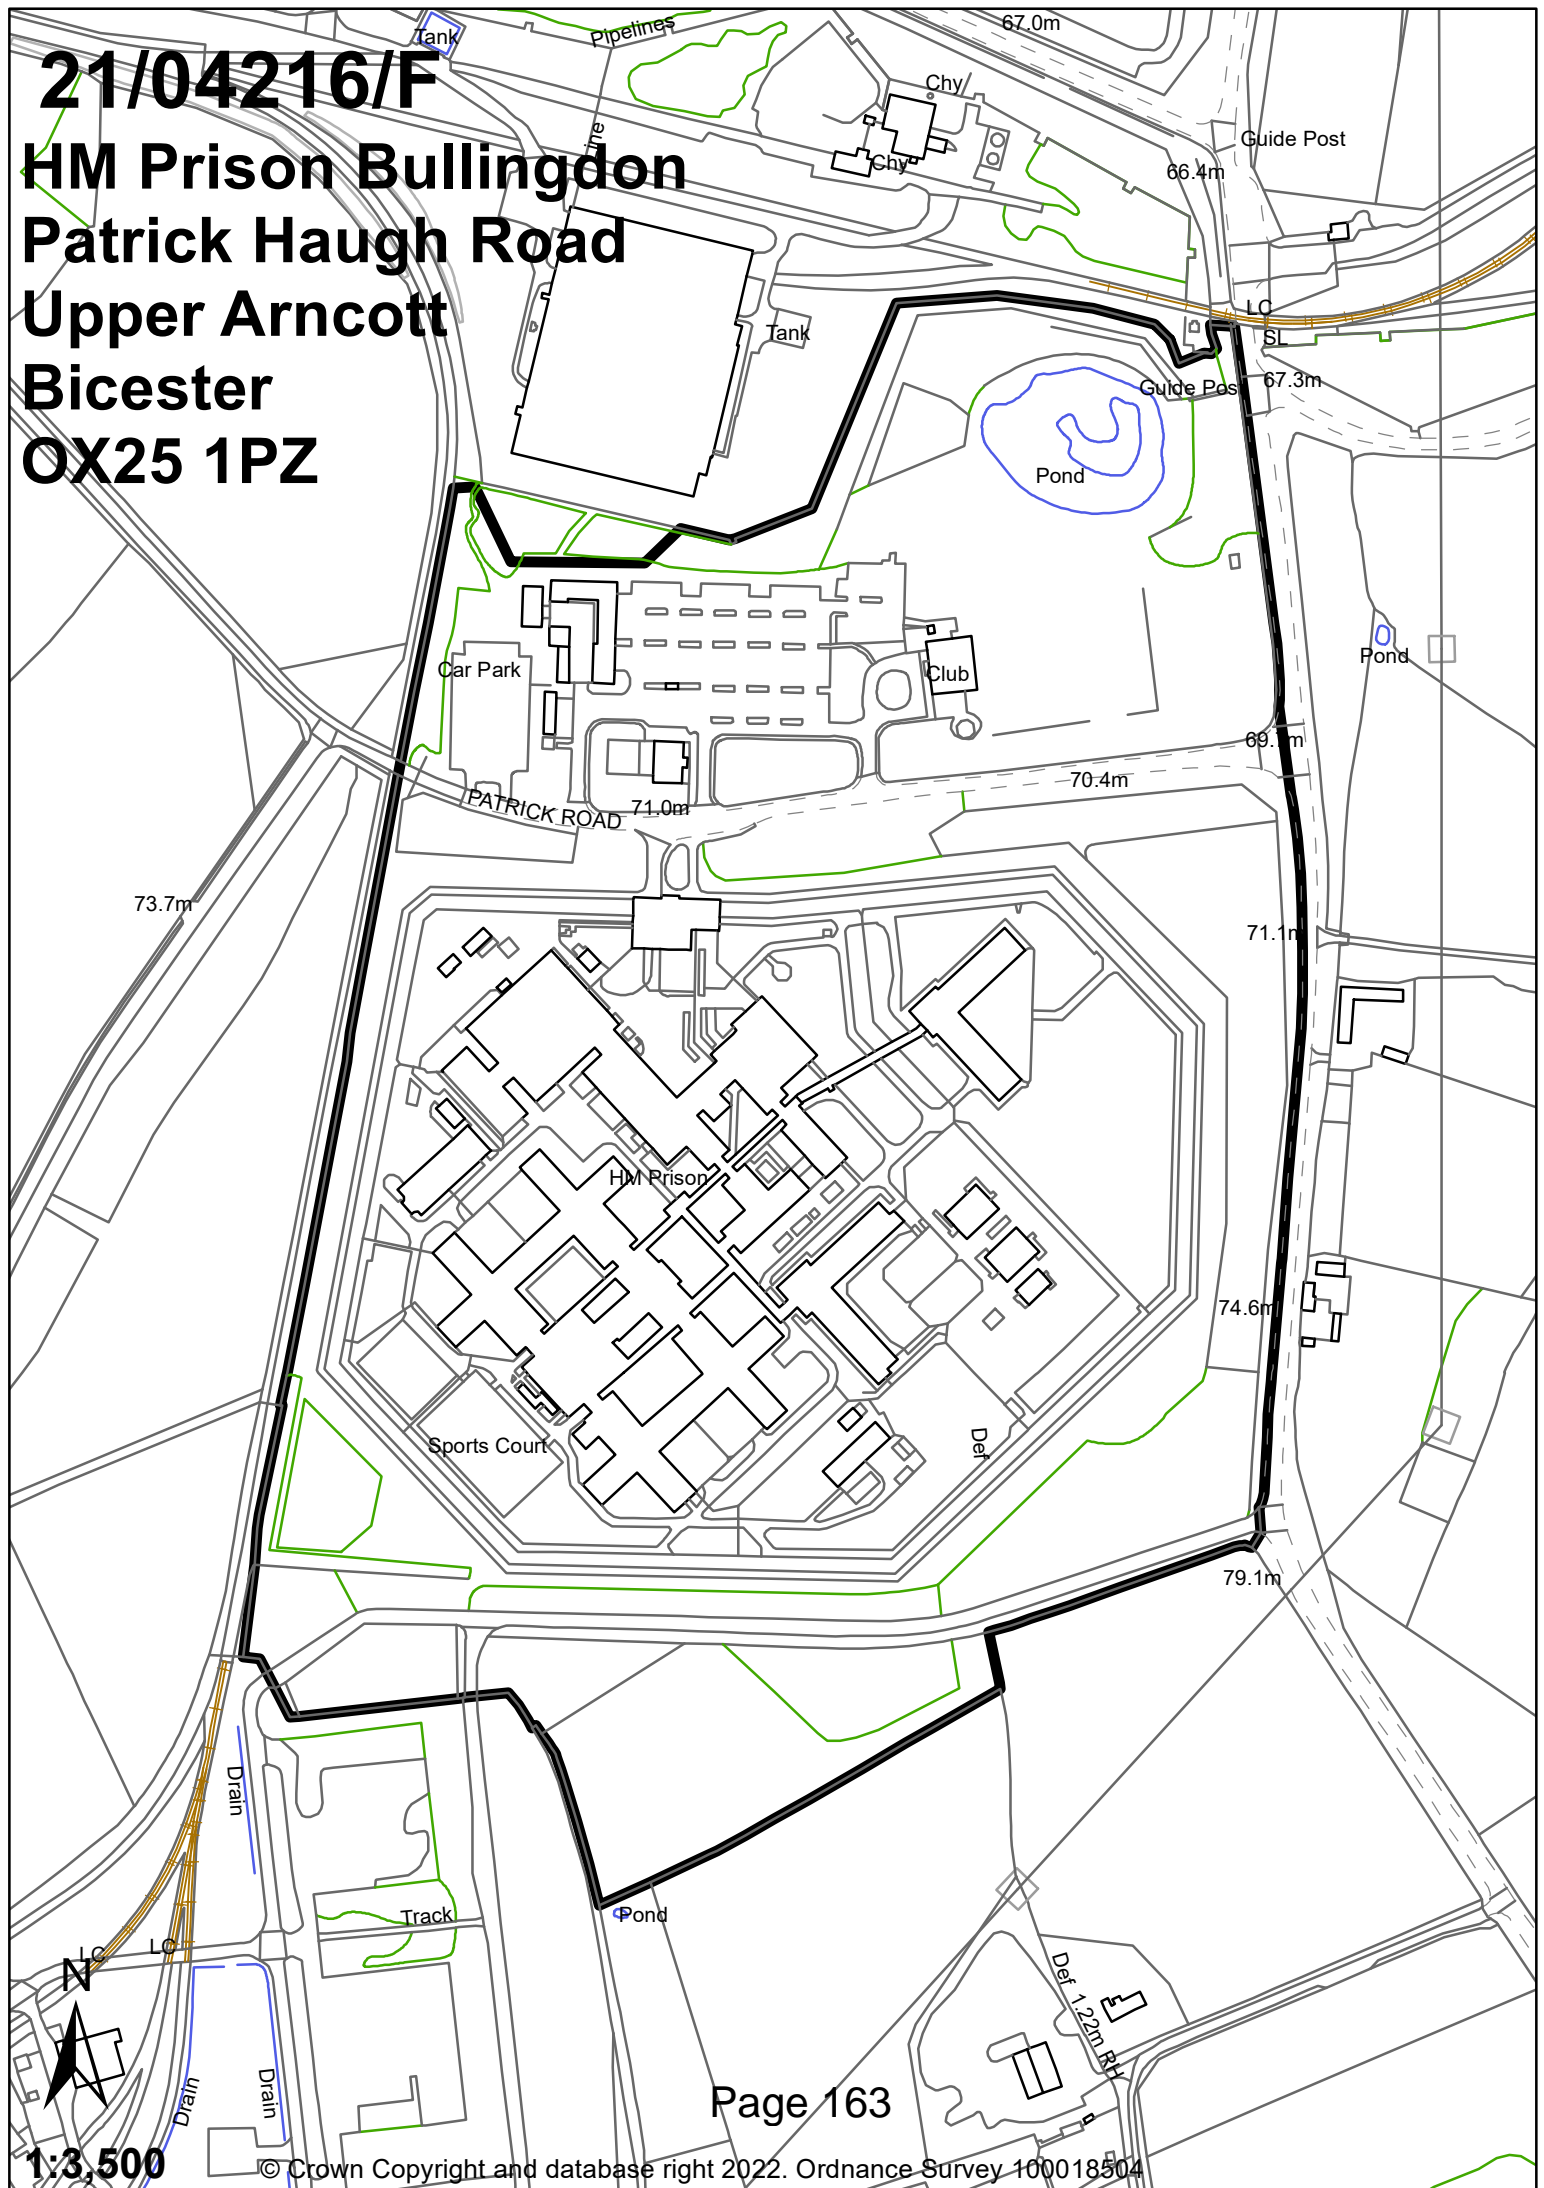 Tank
Pipelines
67.0m
21/04216/F
Chy
Guide Post
HM Prison Bullingdon
Chy
66.4m
Patrick Haugh Road
Upper Arncott
LC
SL
Tank
Bicester
Guide Pos
67.3m
OX25 1PZ
Pond
Pond
Car Park
Club
69.7m
70.4m
PATRICK ROAD
71.0m
73.7m
71.1m
HM Prison
74.6m
Sports Court
Def
79.1m
Drain
Track
Pond
LC
LC
N
Def 1.22m RH
Drain
Drain
Page 163
1:3,500
© Crown Copyright and database right 2022. Ordnance Survey 100018504